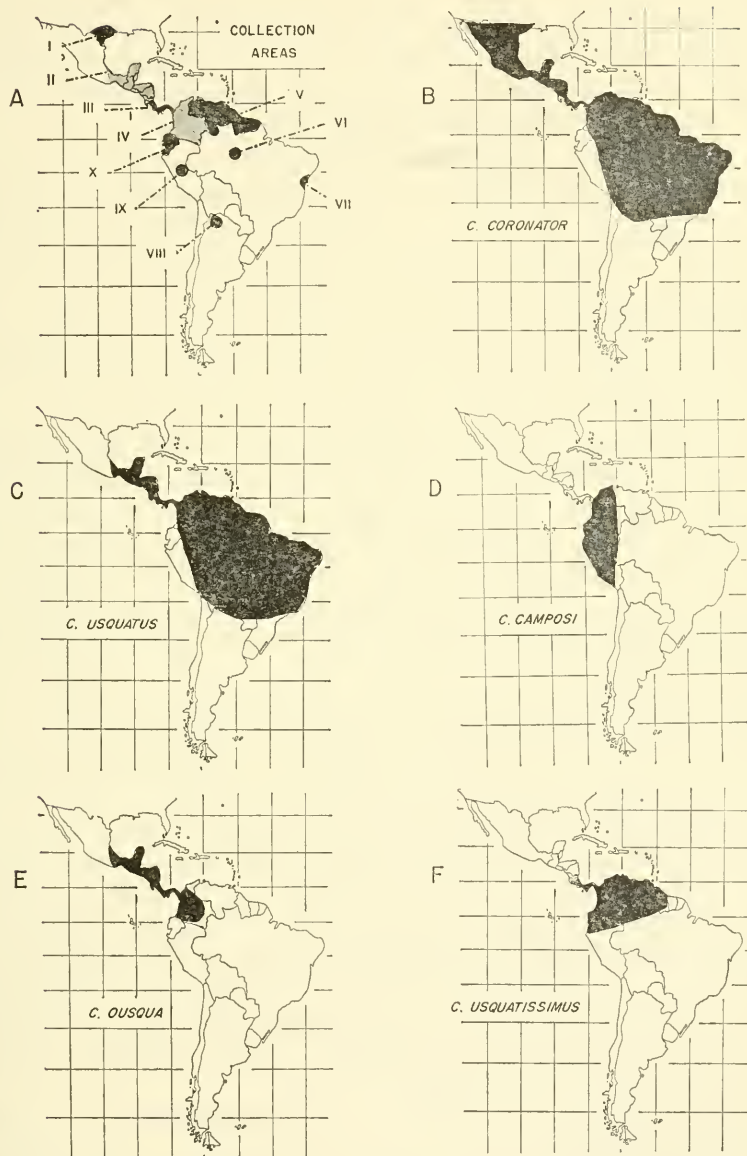 COLLECTION
AREAS
A
I
II
III
IV
V
VI
X
IX
VII
VIII
B
C. CORONATOR
C
C. USQUATUS
D
C. CAMPOSI
E
C. OUSQUA
F
C. USQUATISSIMUS